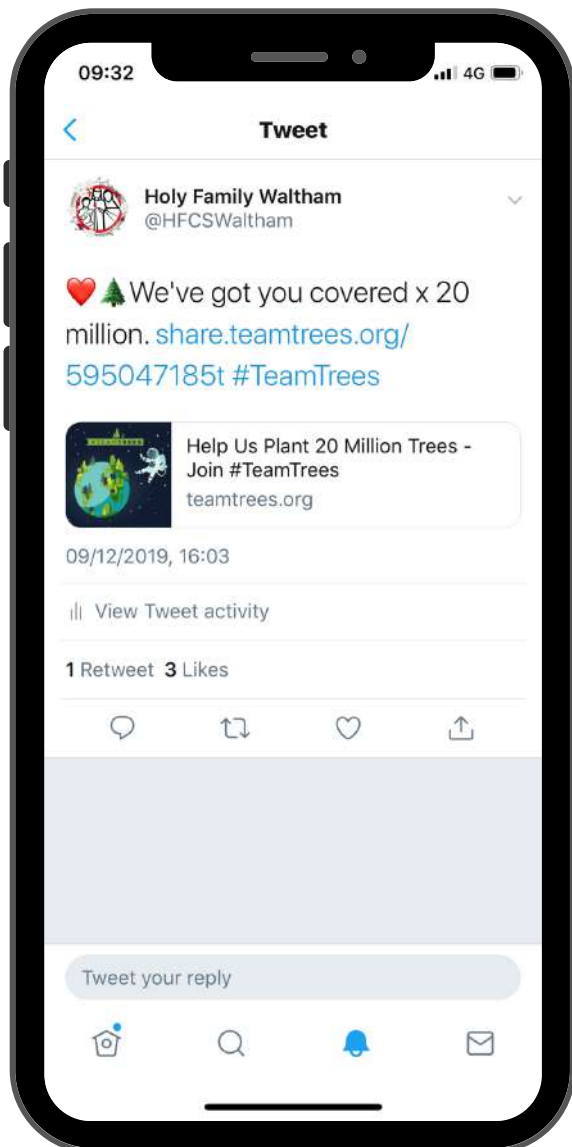 09:32
4G
Tweet
Holy Family Waltham
@HFCSWaltham
❤️🌲We've got you covered x 20
million. share.teamtrees.org/
595047185t #TeamTrees
Help Us Plant 20 Million Trees -
Join #TeamTrees
teamtrees.org
09/12/2019, 16:03
View Tweet activity
1 Retweet 3 Likes
Tweet your reply